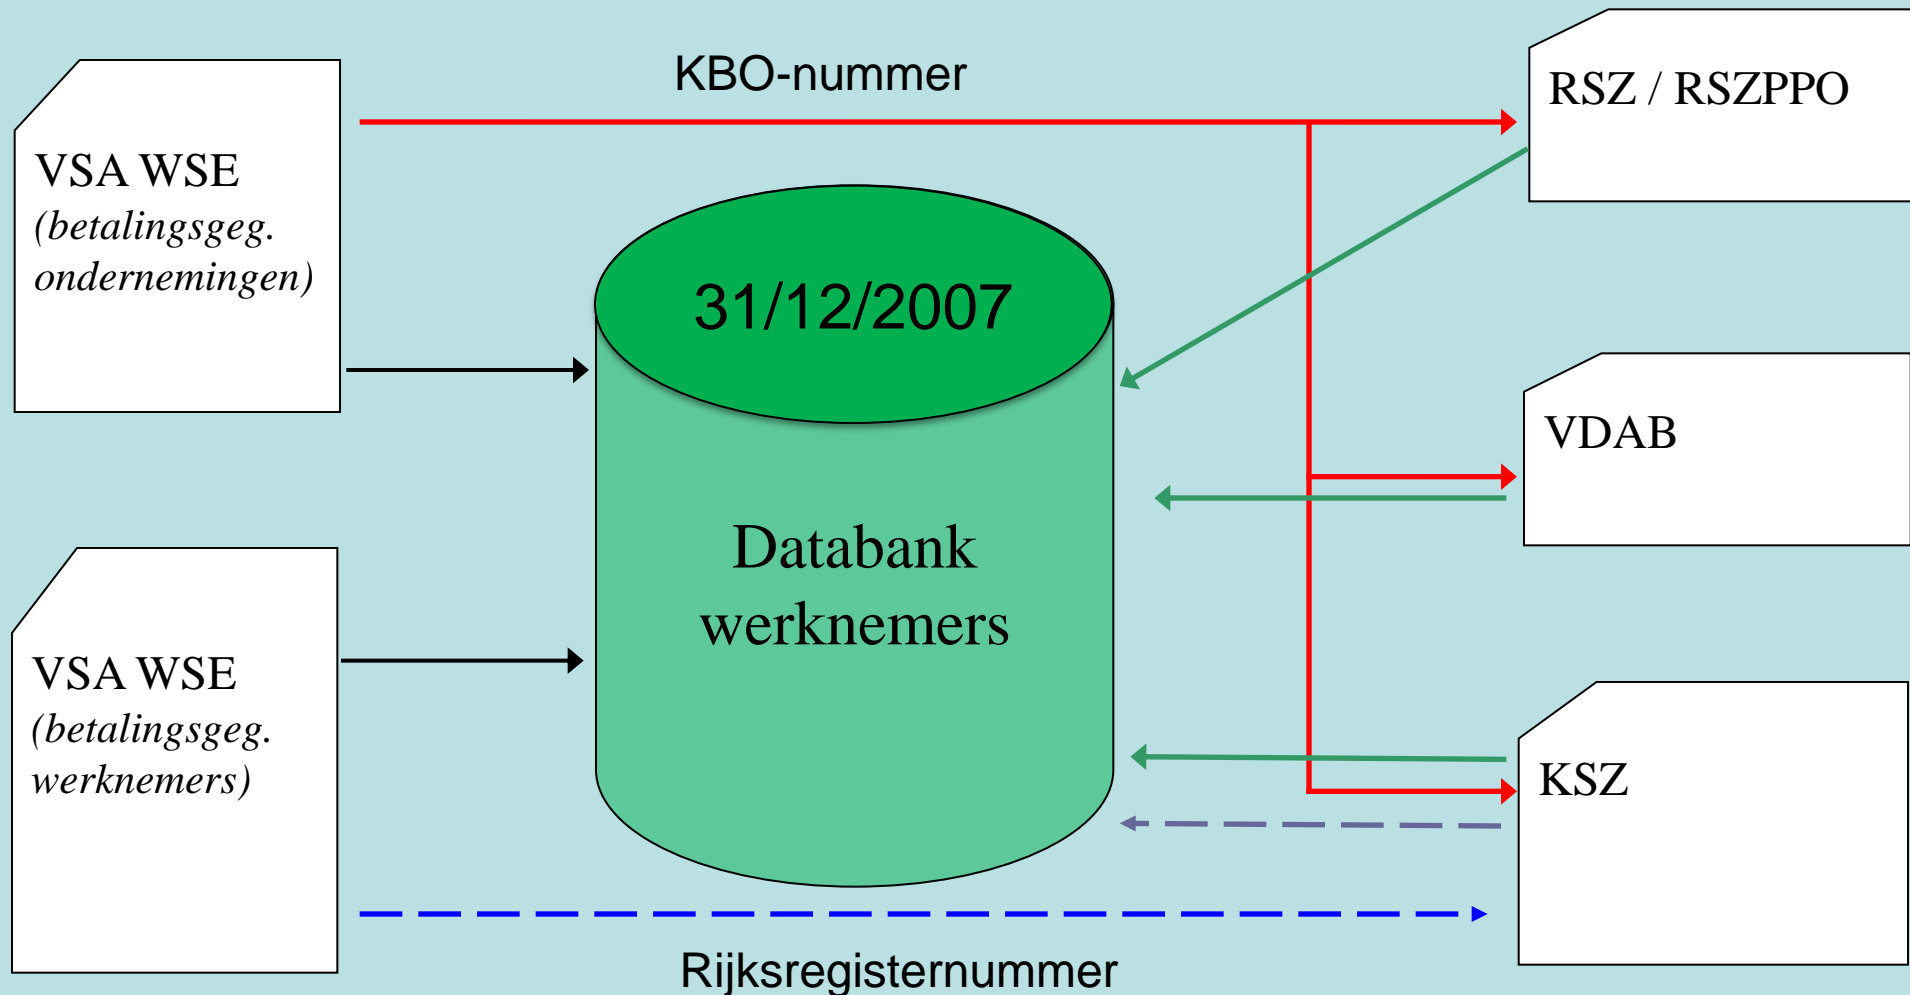 KBO-nummer
VSA WSE
(betalingsgeg.
ondernemingen)
RSZ / RSZPPO
31/12/2007
VDAB
Databank
werknemers
VSA WSE
(betalingsgeg.
werknemers)
KSZ
Rijksregisternummer